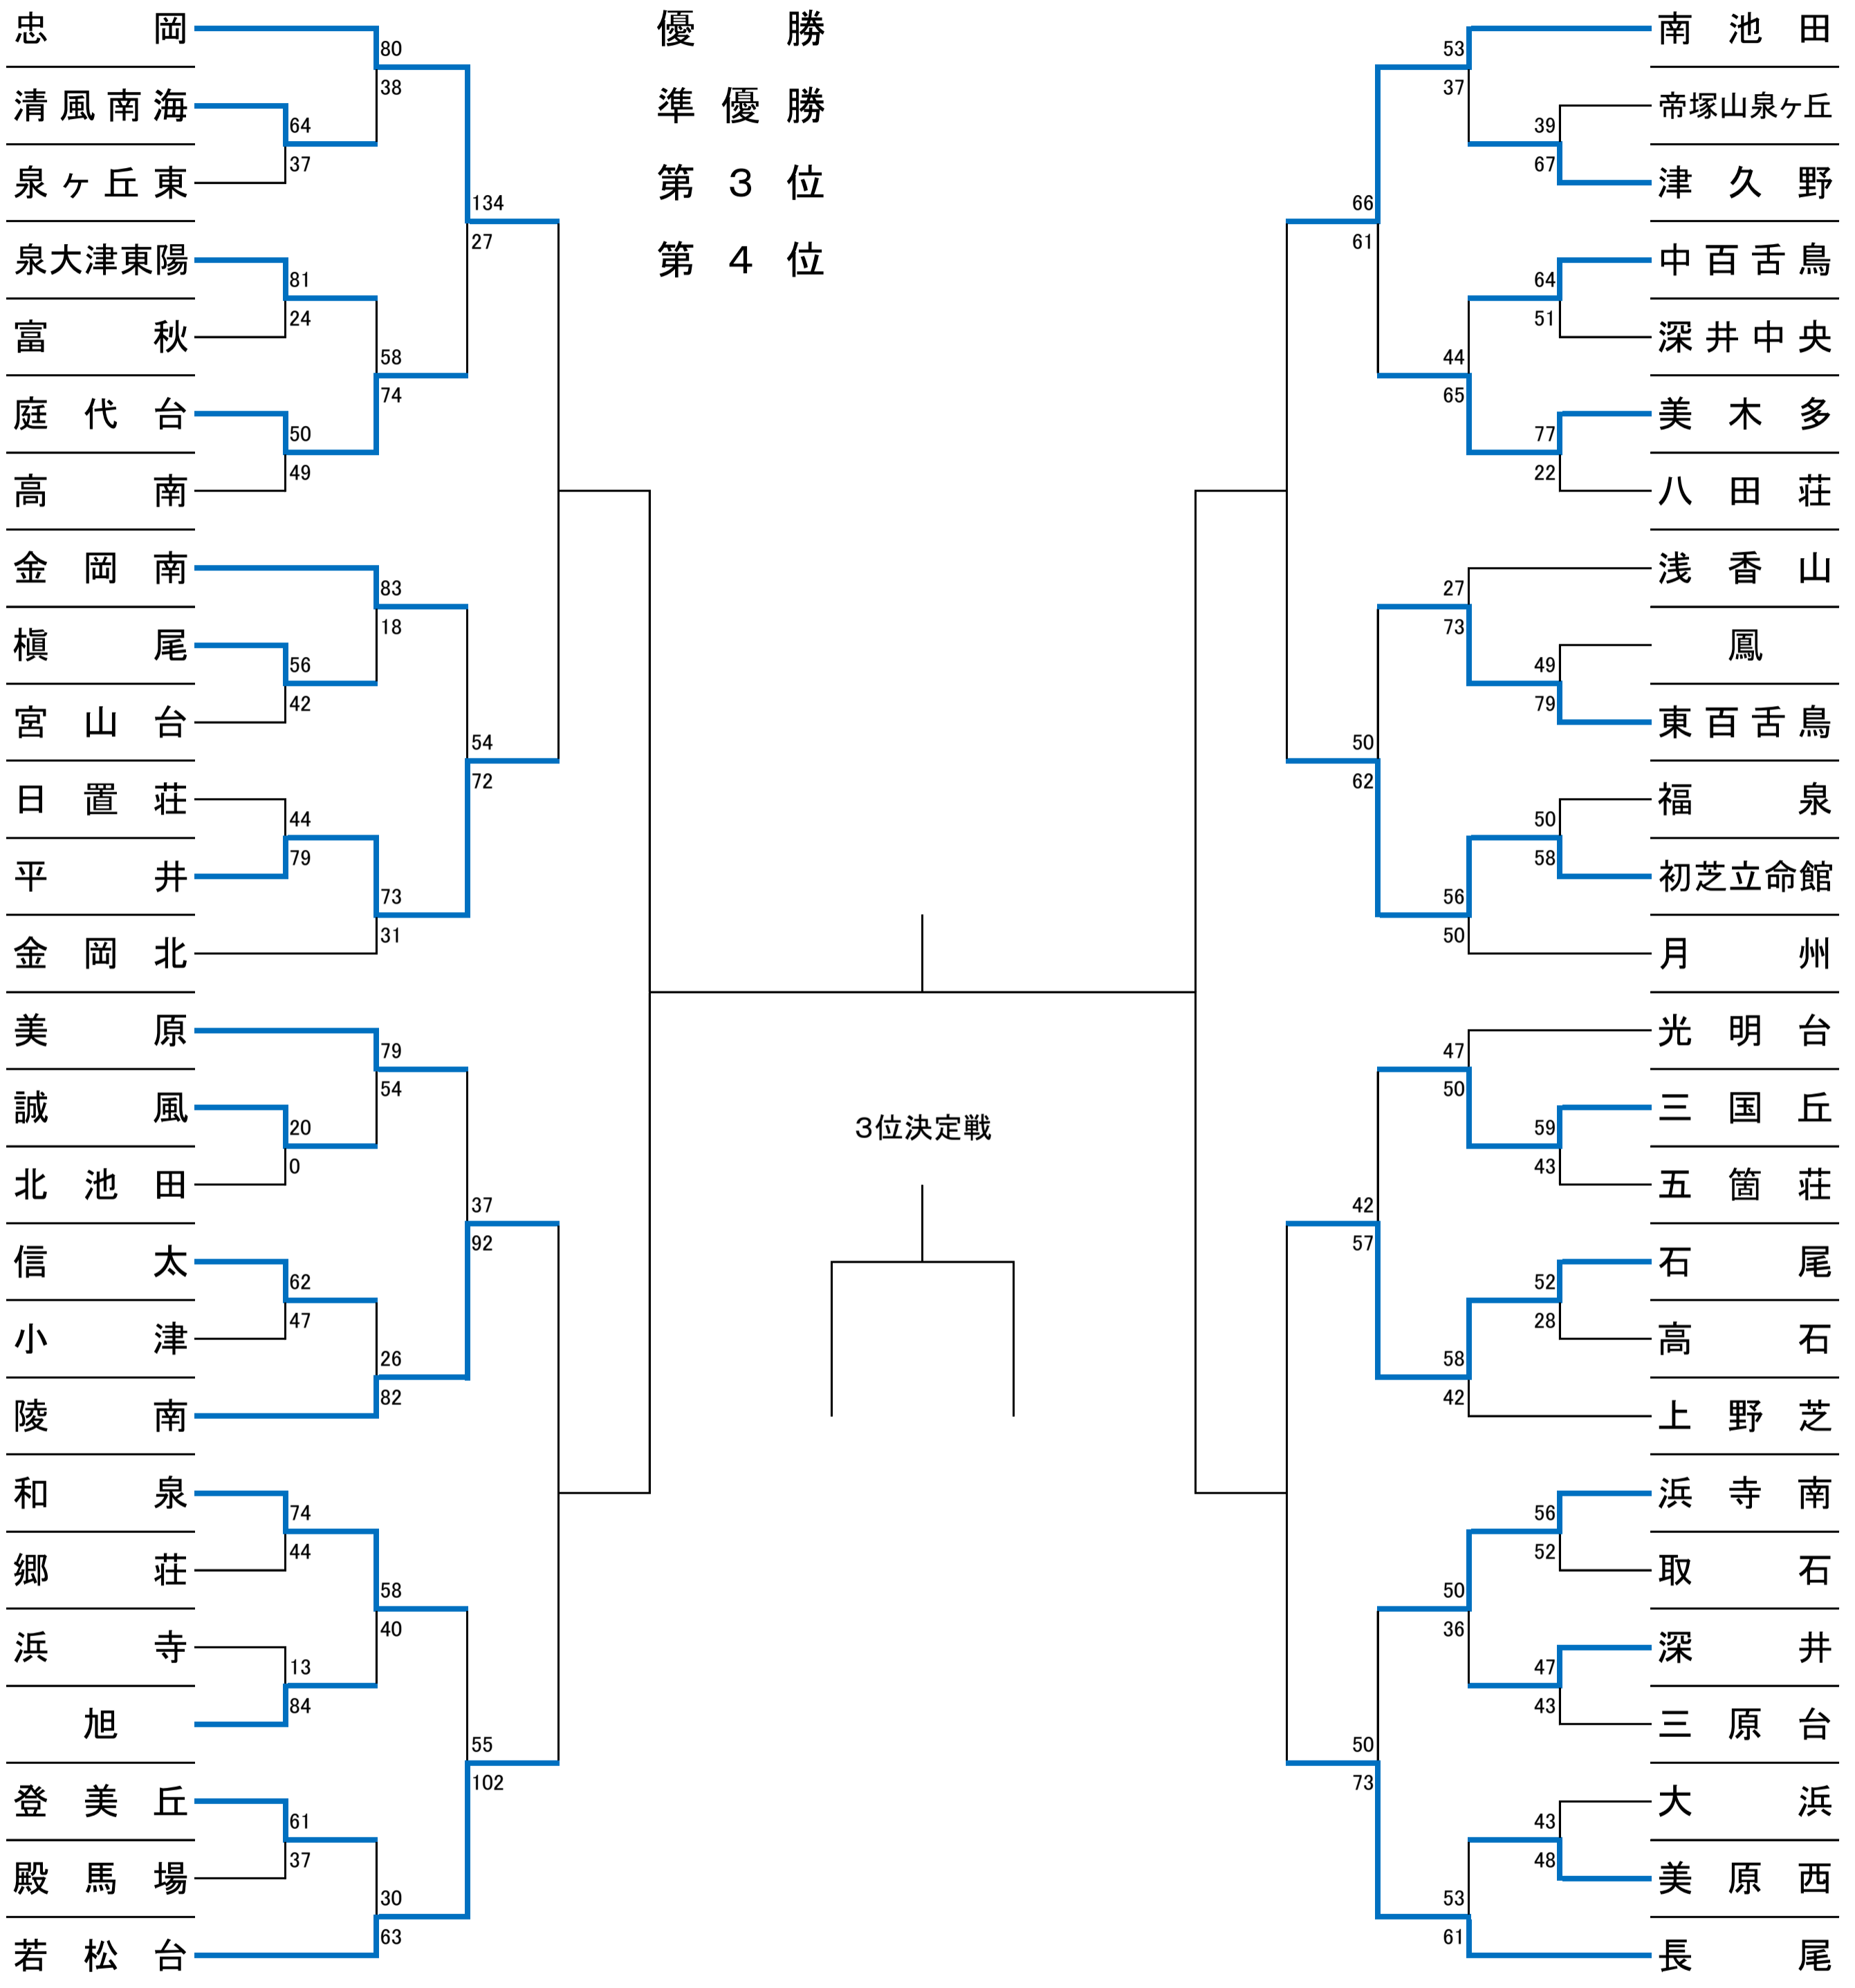 忠岡
清風南海
泉ヶ丘東
泉大津東陽
富秋
庭代台
高南
金岡南
槇尾
宮山台
日置荘
平井
金岡北
美原
誠風
北池田
信太
小津
陵南
和泉
郷荘
浜寺
旭
登美丘
殿馬場
若松台
64
37
81
24
50
49
56
42
44
79
20
0
62
47
74
44
13
84
61
37
80
38
58
74
83
18
73
31
79
54
26
82
58
40
30
63
134
27
54
72
37
92
55
102
優勝
準優勝
第3位
第4位
3位決定戦
66
61
50
62
42
57
50
73
53
37
44
65
27
73
56
50
47
50
58
42
50
36
53
61
39
67
64
51
77
22
49
79
50
58
59
43
52
28
56
52
47
43
43
48
南池田
帝塚山泉ヶ丘
津久野
中百舌鳥
深井中央
美木多
八田荘
浅香山
鳳
東百舌鳥
福泉
初芝立命館
月州
光明台
三国丘
五箇荘
石尾
高石
上野芝
浜寺南
取石
深井
三原台
大浜
美原西
長尾